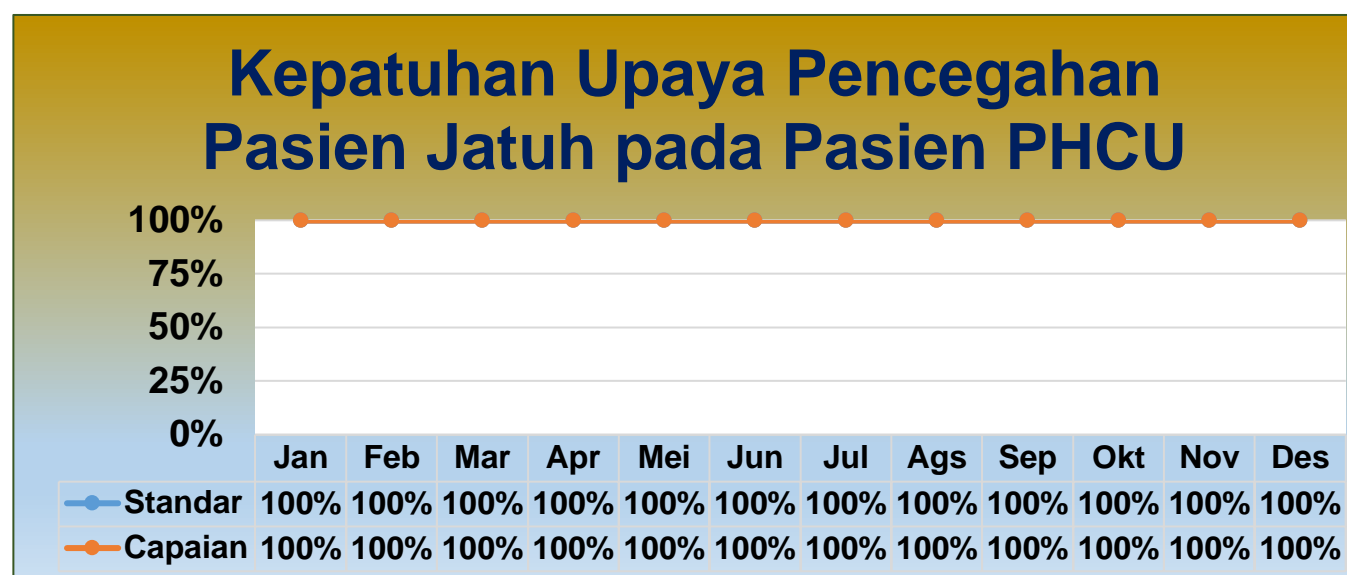 Kepatuhan Upaya Pencegahan
Pasien Jatuh pada Pasien PHCU
100%
75%
50%
25%
0%
Jan Feb Mar Apr Mei Jun Jul Ags Sep Okt Nov Des
Standar 100% 100% 100% 100% 100% 100% 100% 100% 100% 100% 100% 100%
Capaian 100% 100% 100% 100% 100% 100% 100% 100% 100% 100% 100% 100%